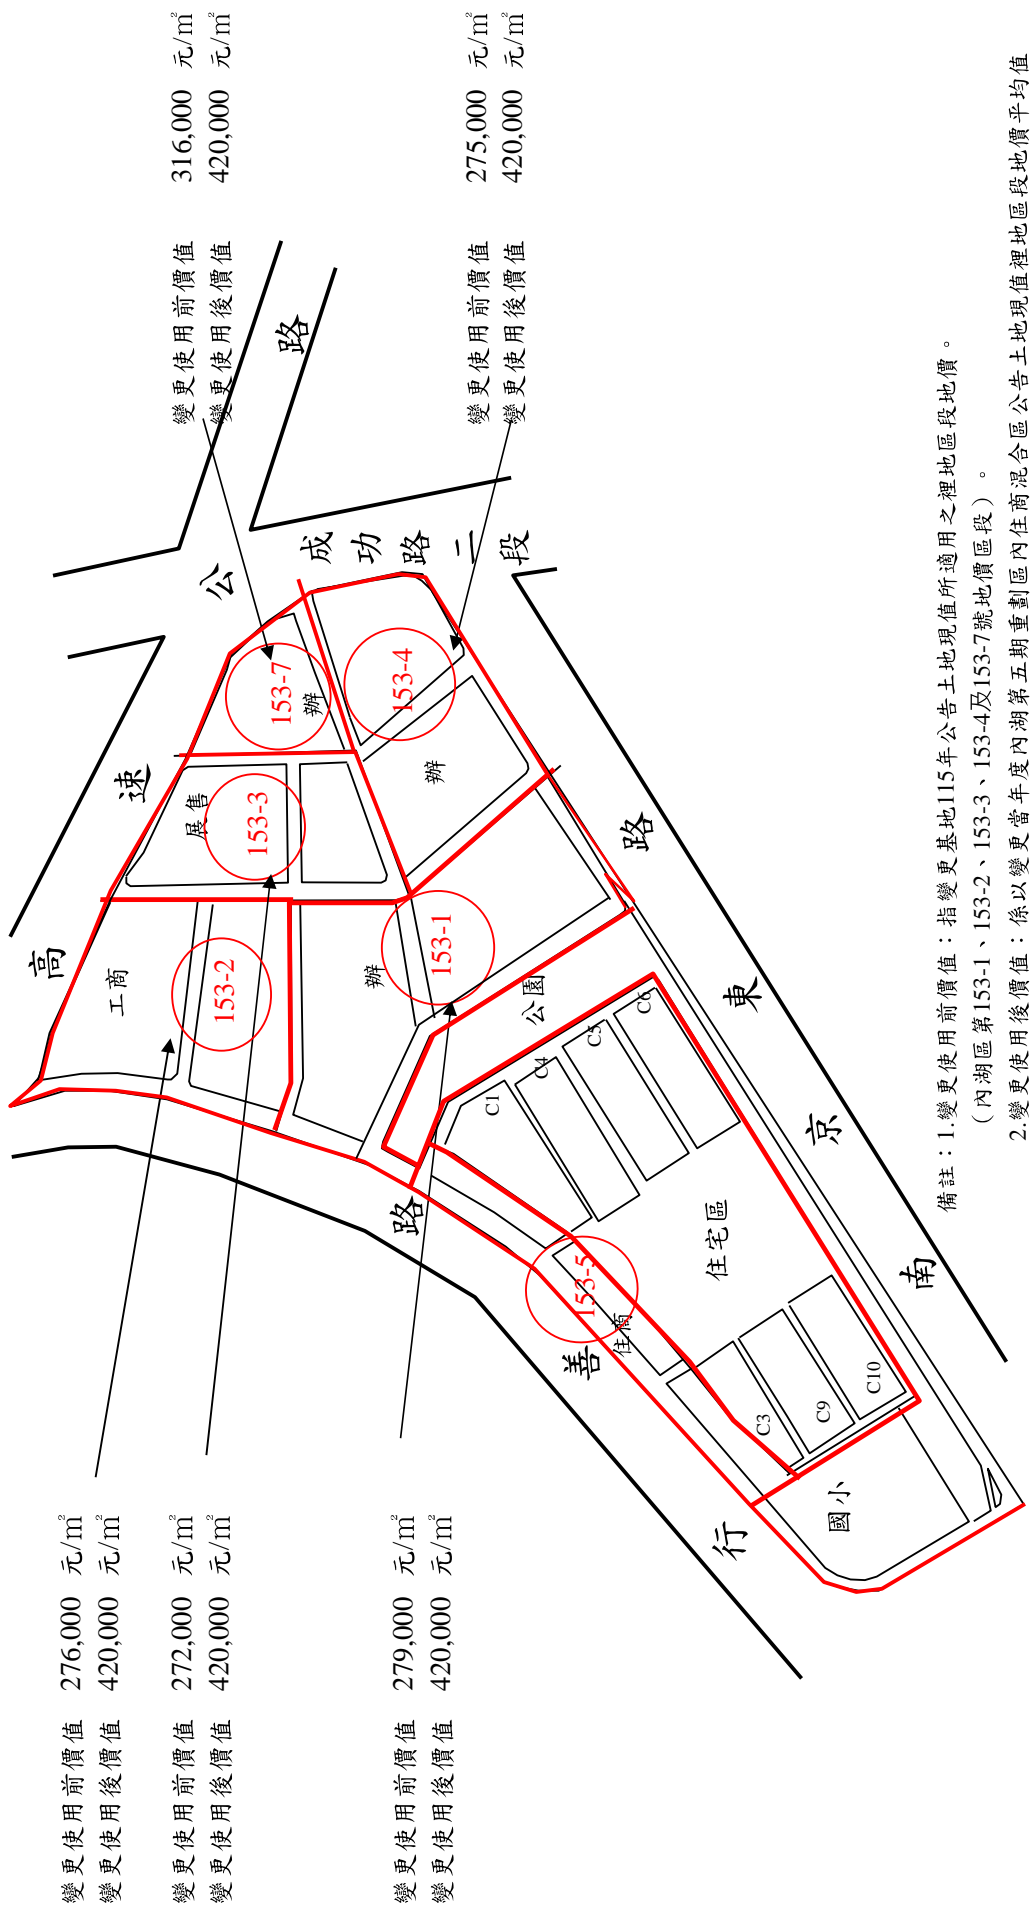 變更使用前價值 276,000 元/㎡
變更使用後價值 420,000 元/㎡
變更使用前價值 272,000 元/㎡
變更使用後價值 420,000 元/㎡
變更使用前價值 279,000 元/㎡
變更使用後價值 420,000 元/㎡
變更使用前價值 316,000 元/㎡
變更使用後價值 420,000 元/㎡
變更使用前價值 275,000 元/㎡
變更使用後價值 420,000 元/㎡
高速公路
成功路二段
行善路
南京東路
工商
153-2
展售
153-3
153-7
辦
153-4
辦
辦
153-1
公園
C1
C4
C5
C6
153-5
住商
住宅區
C3
C9
C10
國小
備註：1.變更使用前價值：指變更基地115年公告土地現值所適用之裡地區段地價。
（內湖區第153-1、153-2、153-3、153-4及153-7號地價區段）。
2.變更使用後價值：係以變更當年度內湖第五期重劃區內住商混合區公告土地現值裡地區段地價平均值